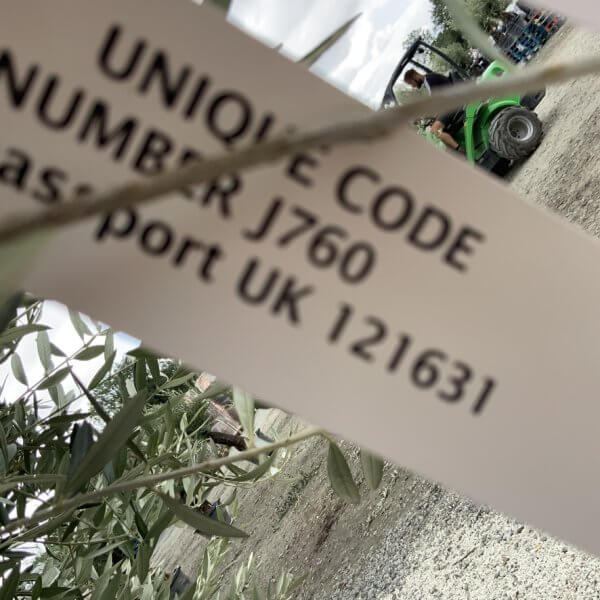 UNIQUE CODE
NUMBER J760
assport UK 121631